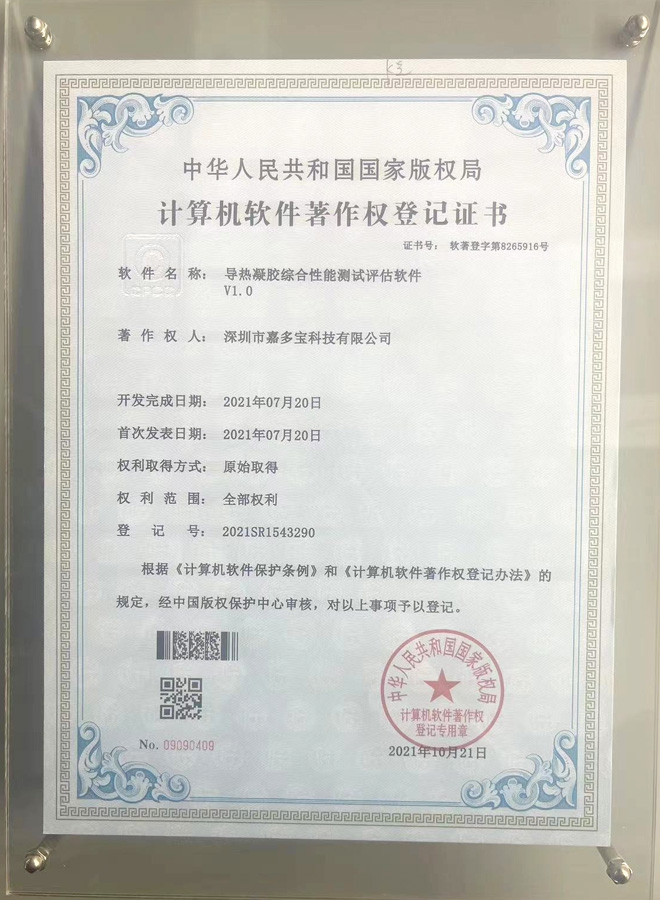 中华人民共和国国家版权局
计算机软件著作权登记证书
证书号： 软著登字第8265916号
软件名称： 导热凝胶综合性能测试评估软件
V1.0
著作权人： 深圳市嘉多宝科技有限公司
开发完成日期： 2021年07月20日
首次发表日期： 2021年07月20日
权利取得方式： 原始取得
权利范围： 全部权利
登记号： 2021SR1543290
根据《计算机软件保护条例》和《计算机软件著作权登记办法》的
规定，经中国版权保护中心审核，对以上事项予以登记。
中华人民共和国国家版权局
计算机软件著作权
登记专用章
No. 09090409
2021年10月21日